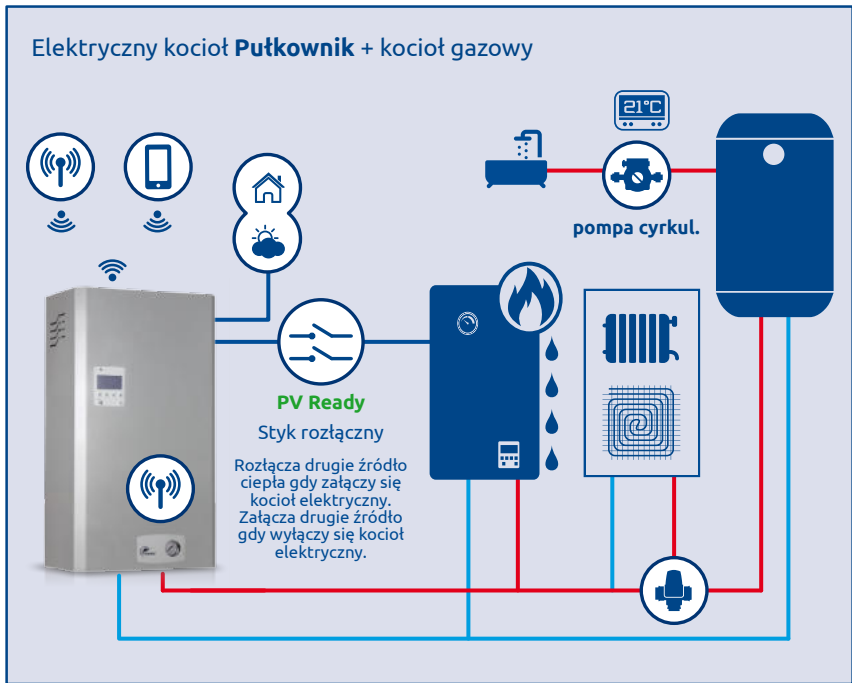 Elektryczny kocioł Pułkownik + kocioł gazowy
21°C
pompa cyrkul.
PV Ready
Styk rozłączny
Rozłącza drugie źródło
ciepła gdy załączy się
kocioł elektryczny.
Załącza drugie źródło
gdy wyłączy się kocioł
elektryczny.